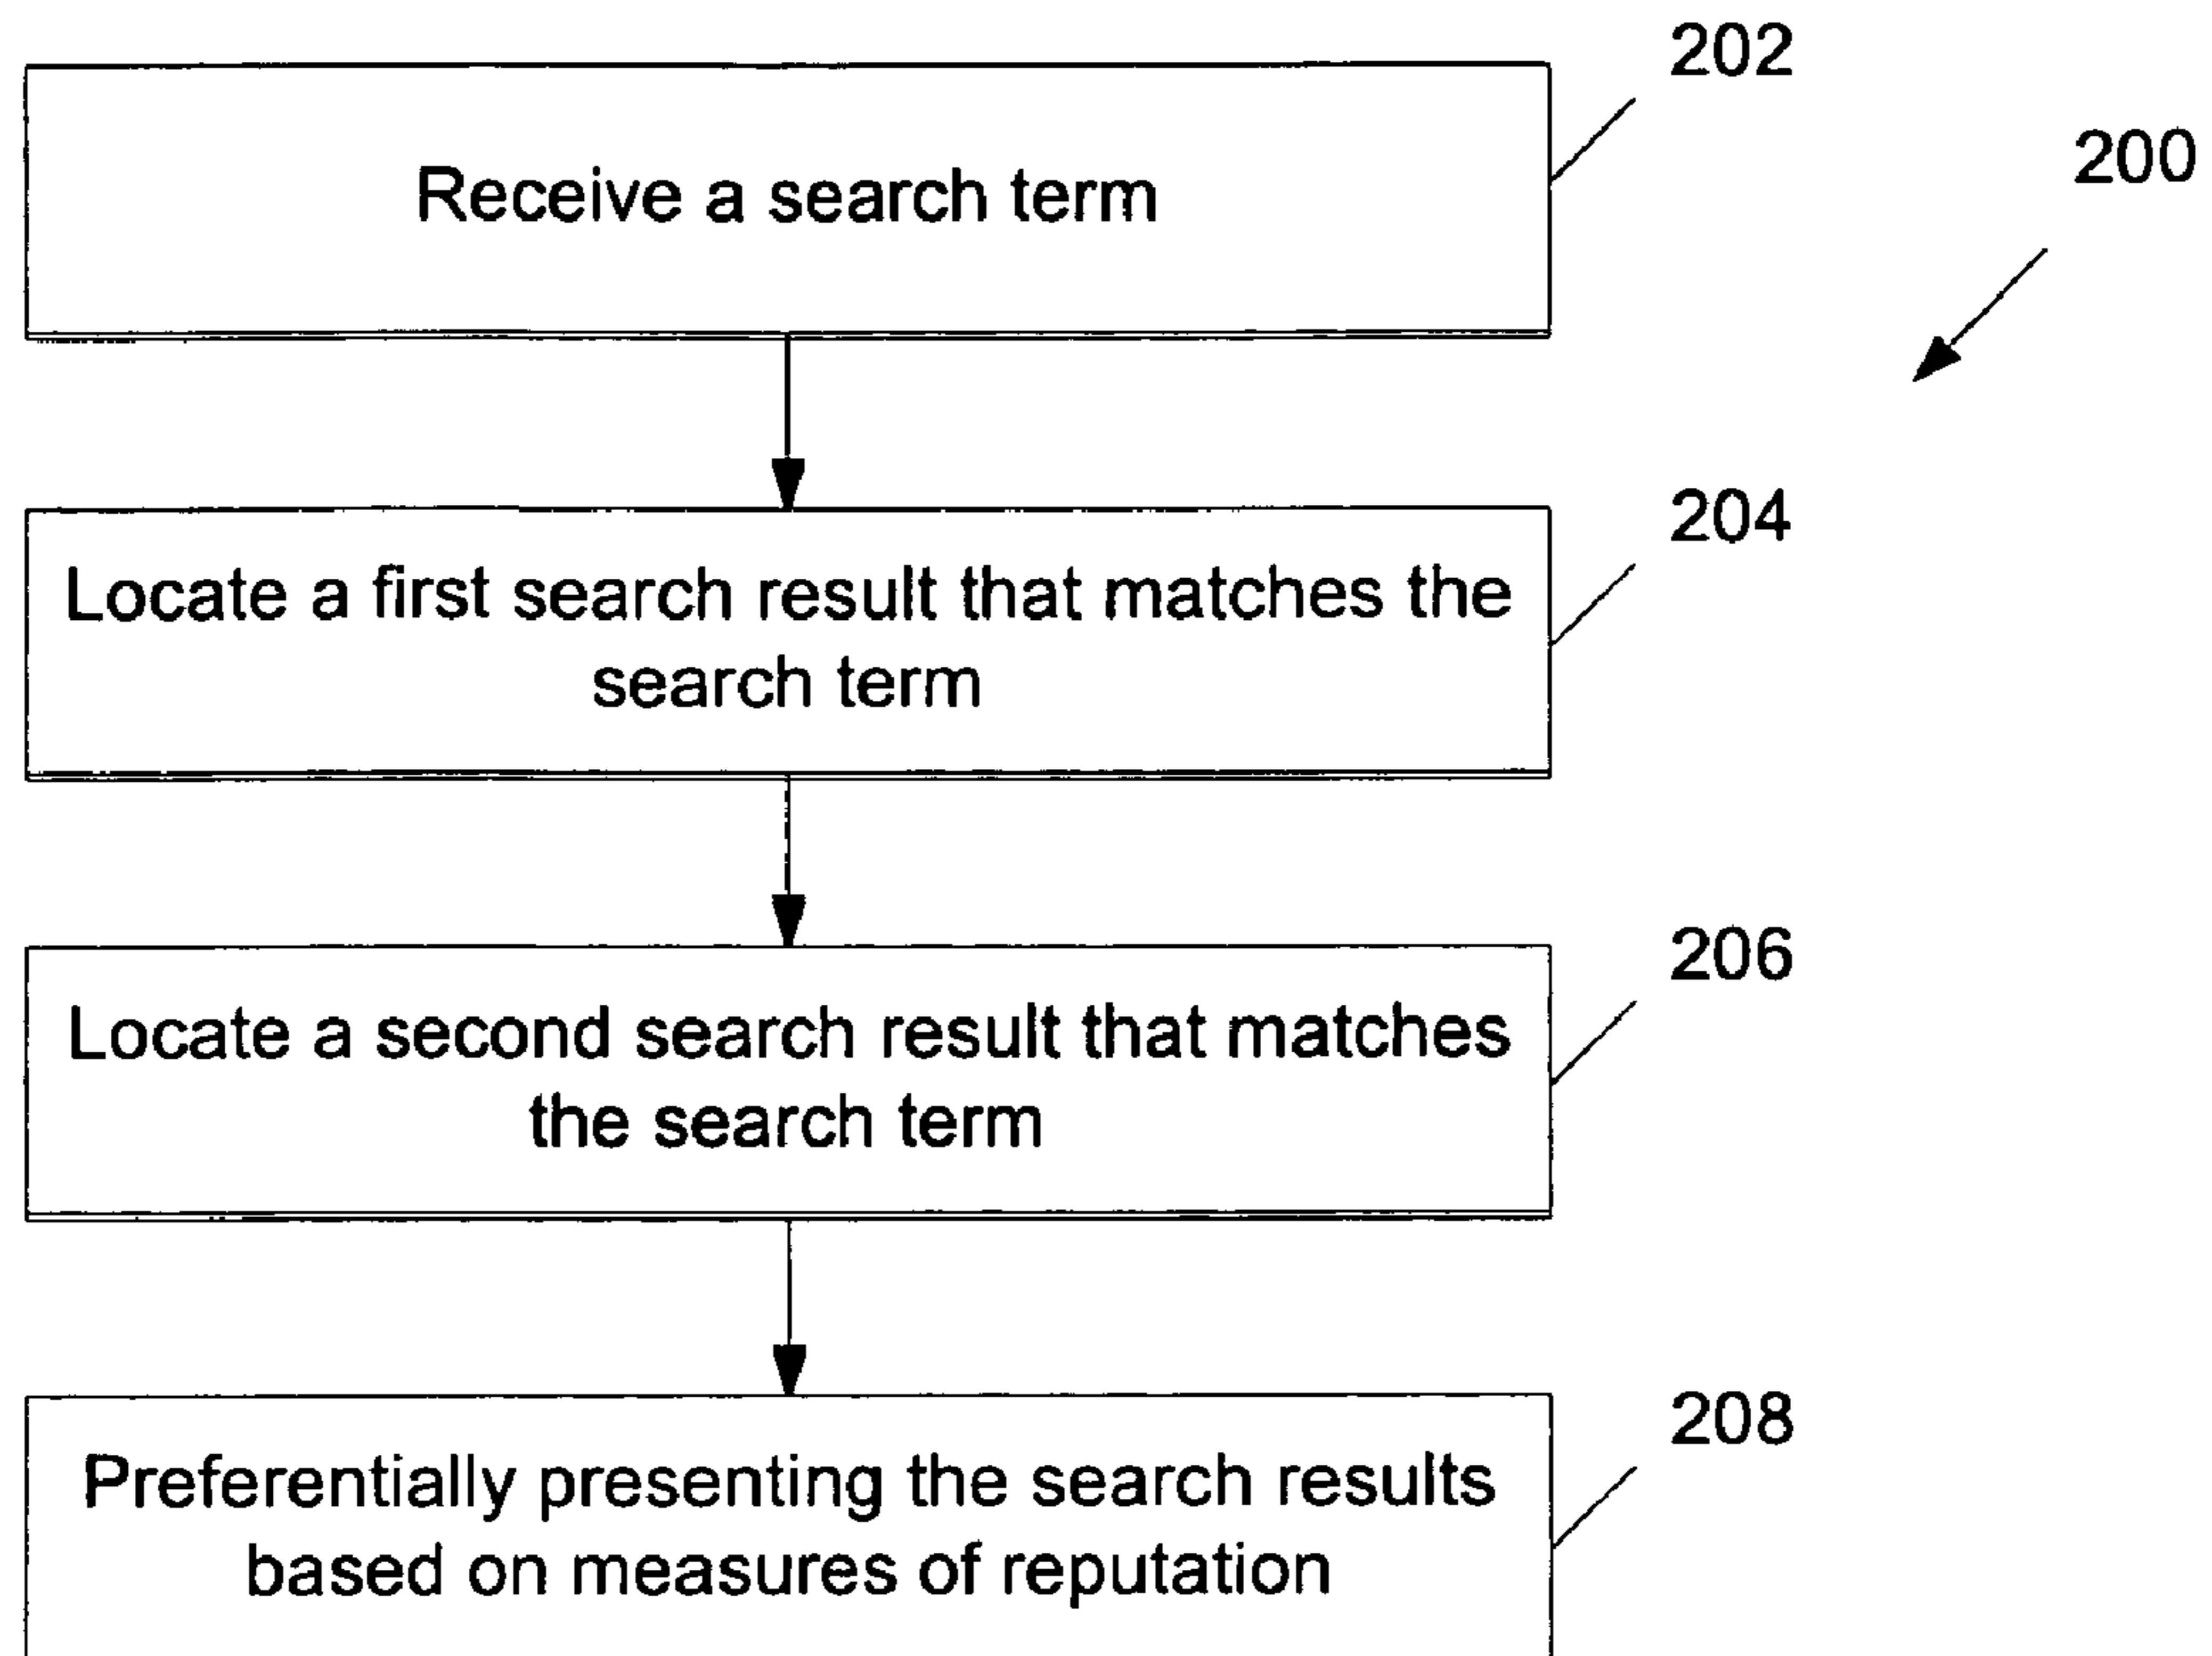 202
200
Receive a search term
204
Locate a first search result that matches the
search term
206
Locate a second search result that matches
the search term
208
Preferentially presenting the search results
based on measures of reputation